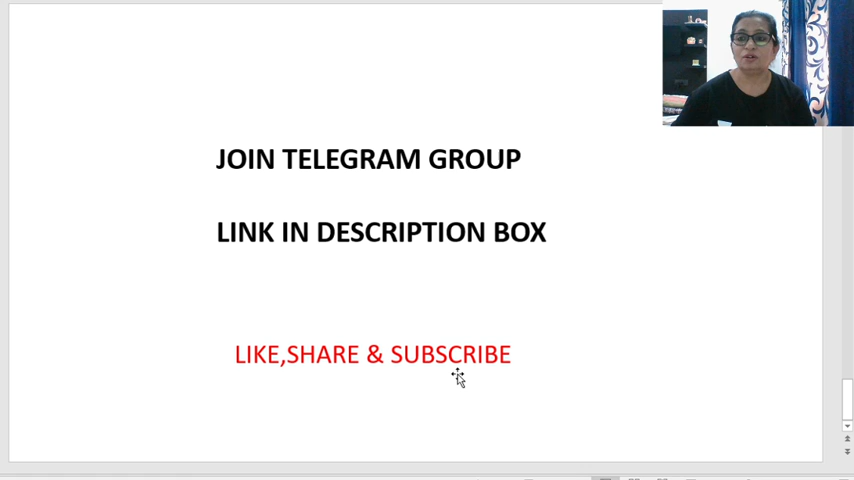 JOIN TELEGRAM GROUP
LINK IN DESCRIPTION BOX
LIKE,SHARE & SUBSCRIBE